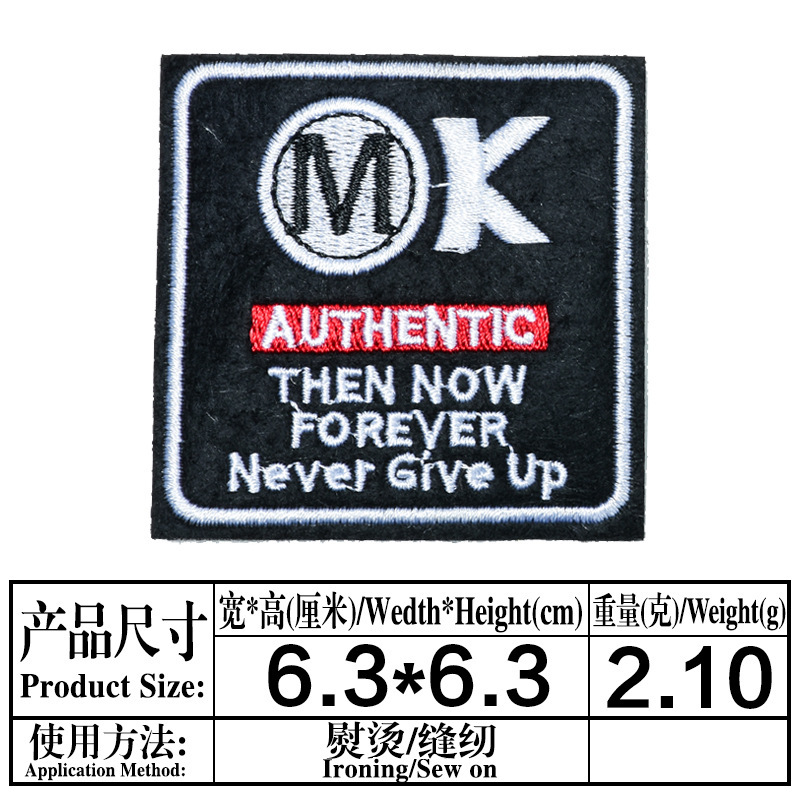 M K
AUTHENTIC
THEN NOW
FOREVER
Never Give Up
产品尺寸
Product Size:
宽*高(厘米)/Wedth*Height(cm)
6.3*6.3
重量(克)/Weight(g)
2.10
使用方法:
Application Method:
熨烫/缝纫
Ironing/Sew on